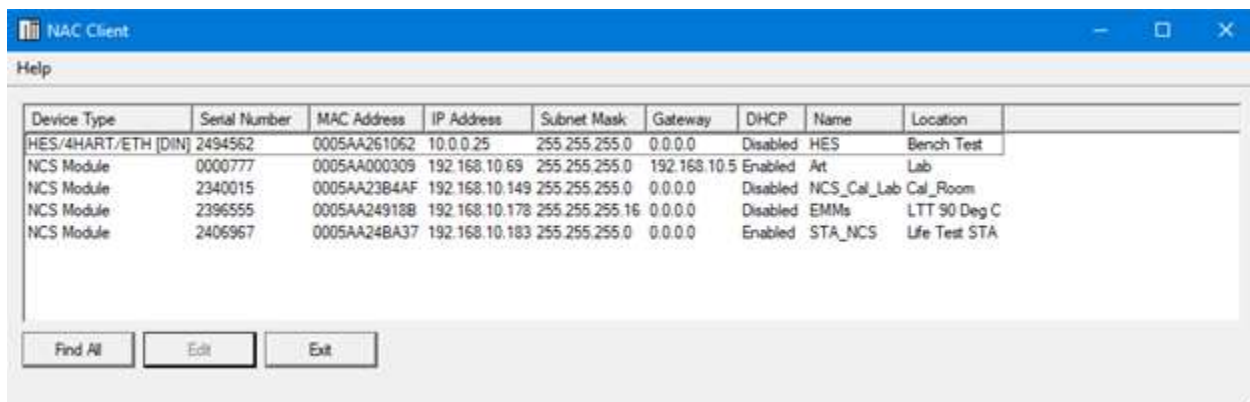 NAC Client
Help
Device Type Serial Number MAC Address IP Address Subnet Mask Gateway DHCP Name Location
HES/4HART/ETH [DIN] 2494562 0005AA261062 10.0.0.25 255.255.255.0 0.0.0.0 Disabled HES Bench Test
NCS Module 0000777 0005AA000309 192.168.10.69 255.255.255.0 192.168.10.5 Enabled Art Lab
NCS Module 2340015 0005AA23B4AF 192.168.10.149 255.255.255.0 0.0.0.0 Disabled NCS_Cal_Lab Cal_Room
NCS Module 2396555 0005AA24918B 192.168.10.178 255.255.255.16 0.0.0.0 Disabled EMMs LTT 90 Deg C
NCS Module 2406967 0005AA24BA37 192.168.10.183 255.255.255.0 0.0.0.0 Enabled STA_NCS Life Test STA
Find All Edit Exit